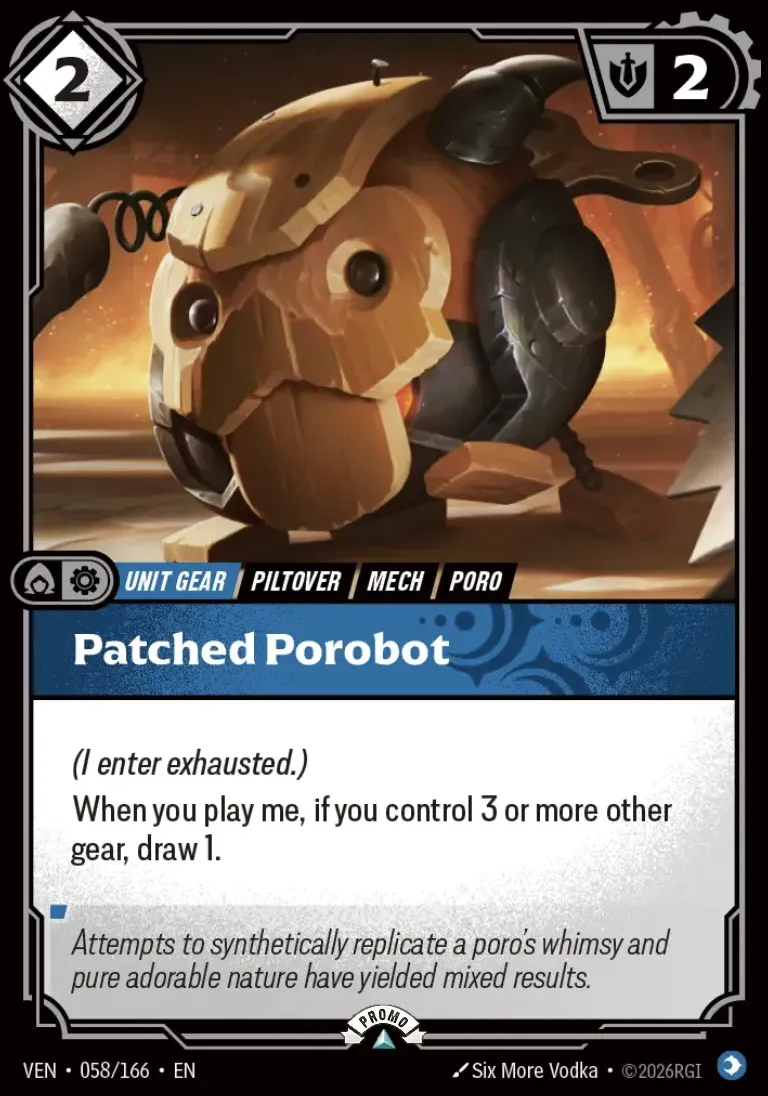 2
2
UNIT GEAR PILTOVER MECH PORO
Patched Porobot
(I enter exhausted.)
When you play me, if you control 3 or more other
gear, draw 1.
Attempts to synthetically replicate a poro's whimsy and
pure adorable nature have yielded mixed results.
PROMO
VEN • 058/166 • EN
Six More Vodka • ©2026RGI